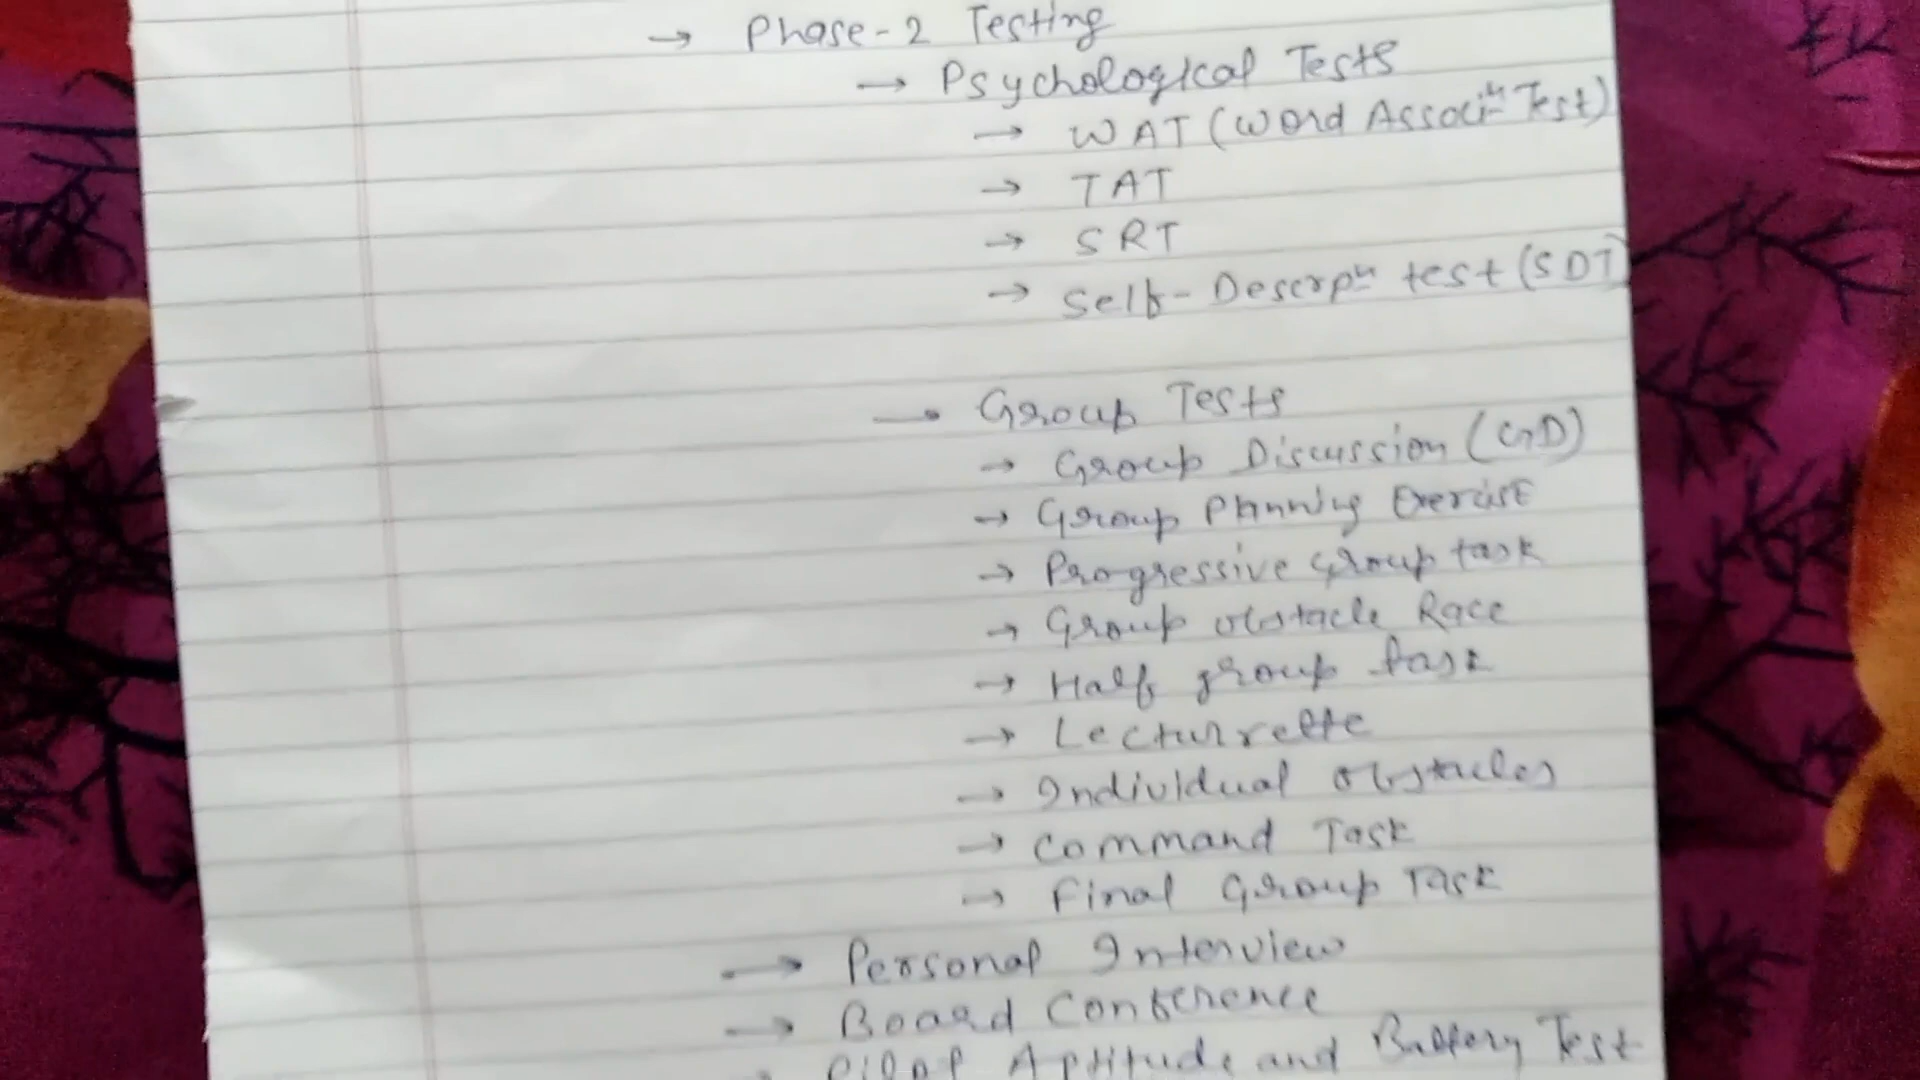 → Phase-2 Testing
→ Psychological Tests
→ WAT (Word Associⁿ Test)
→ TAT
→ SRT
→ Self-Descrpⁿ test (SDT)
→ Group Tests
→ Group Discussion (GD)
→ Group Planning Exercise
→ Progressive group task
→ Group obstacle Race
→ Half group task
→ Lecturrette
→ Individual obstacles
→ Command Task
→ Final Group Task
→ Personal Interview
→ Board Conference
→ Pilot Aptitude and Battery Test